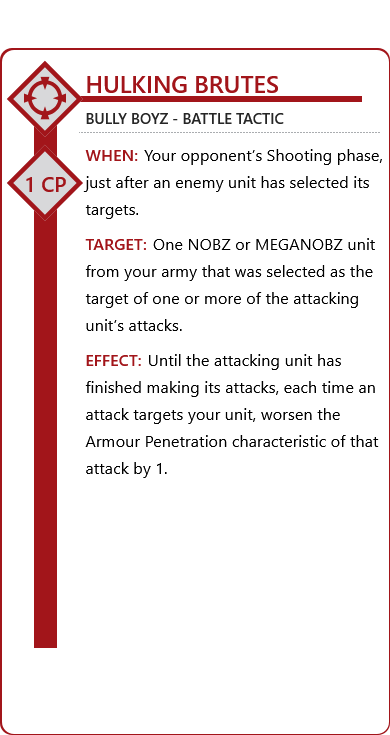 HULKING BRUTES
BULLY BOYZ - BATTLE TACTIC
1 CP
WHEN: Your opponent’s Shooting phase,
just after an enemy unit has selected its
targets.
TARGET: One NOBZ or MEGANOBZ unit
from your army that was selected as the
target of one or more of the attacking
unit’s attacks.
EFFECT: Until the attacking unit has
finished making its attacks, each time an
attack targets your unit, worsen the
Armour Penetration characteristic of that
attack by 1.